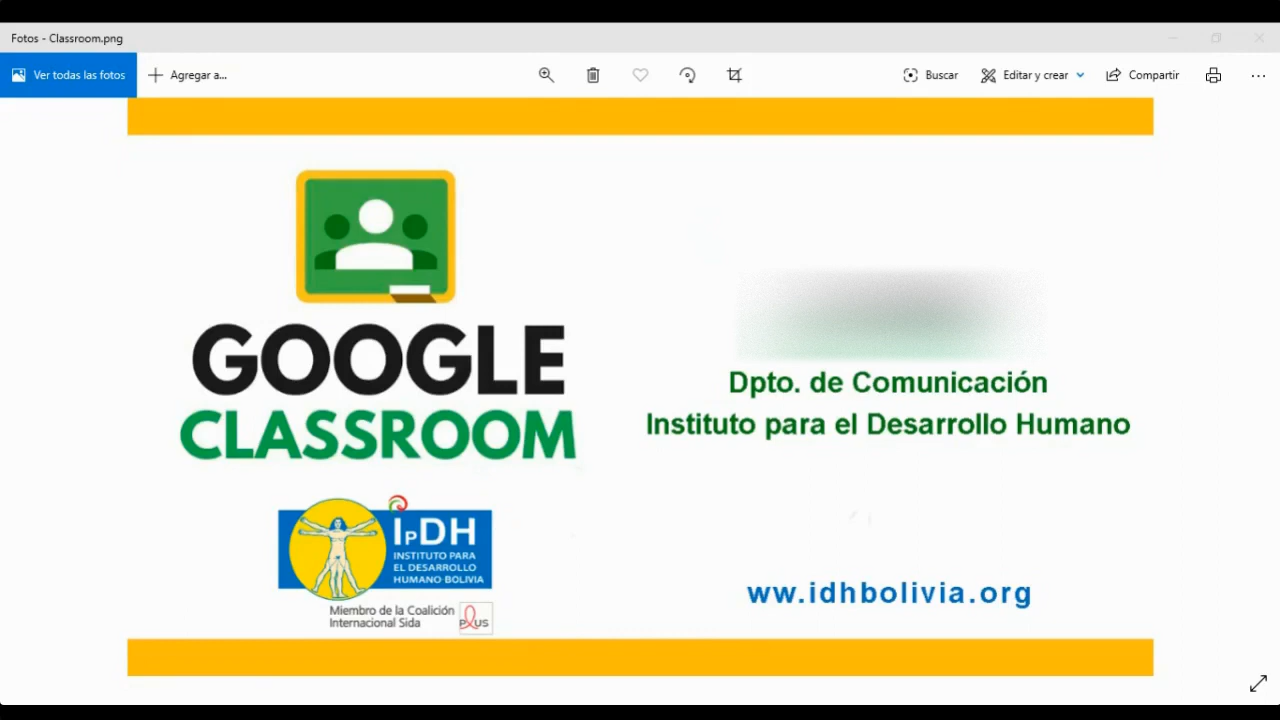 Fotos - Classroom.png
Ver todas las fotos
Agregar a...
Buscar
Editar y crear
Compartir
GOOGLE
CLASSROOM
Dpto. de Comunicación
Instituto para el Desarrollo Humano
IpDH
INSTITUTO PARA
EL DESARROLLO
HUMANO·BOLIVIA
Miembro de la Coalición
Internacional Sida
PLUS
ww.idhbolivia.org